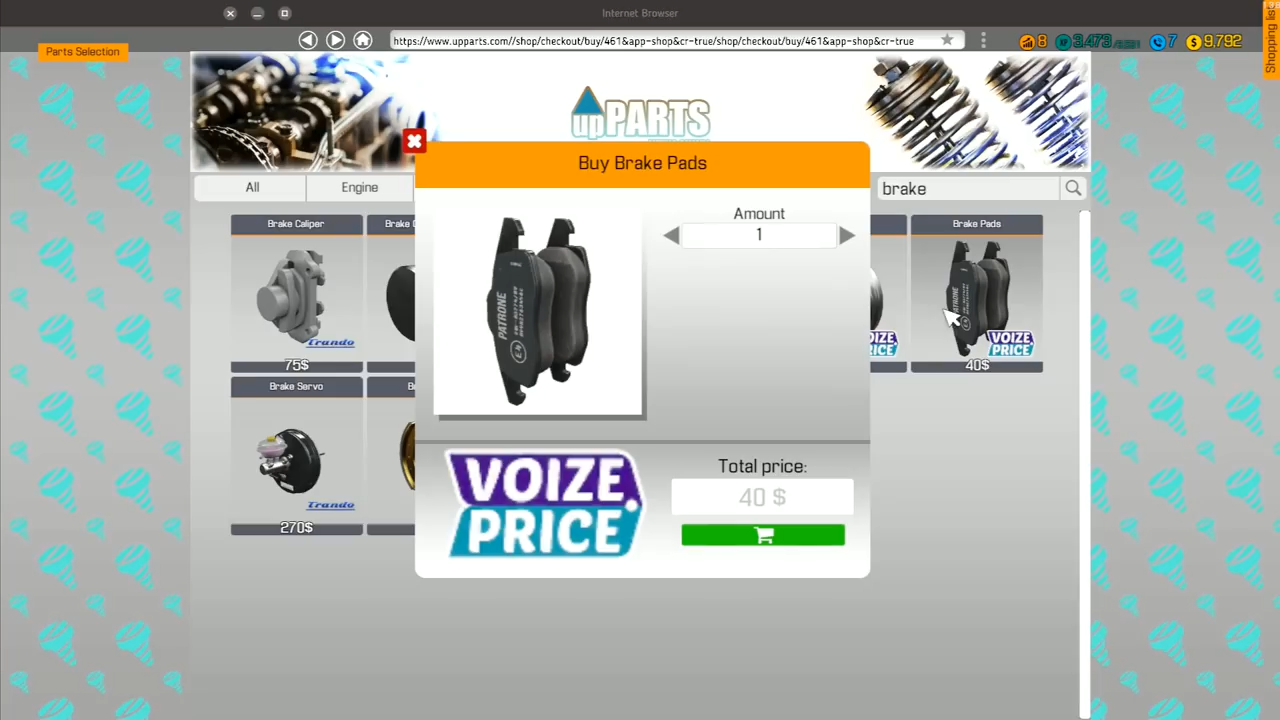 Internet Browser
Parts Selection
https://www.upparts.com//shop/checkout/buy/461&app-shop&cr-true/shop/checkout/buy/461&app-shop&cr-true
8
7
$ 9,792
Shopping list
upPARTS
Buy Brake Pads
All
Engine
brake
Brake Caliper
Brake
Brake Pads
Amount
1
PATRONE
Trando
VOIZE
PRICE
75$
40$
Brake Servo
Trando
270$
VOIZE.
PRICE
Total price:
40 $